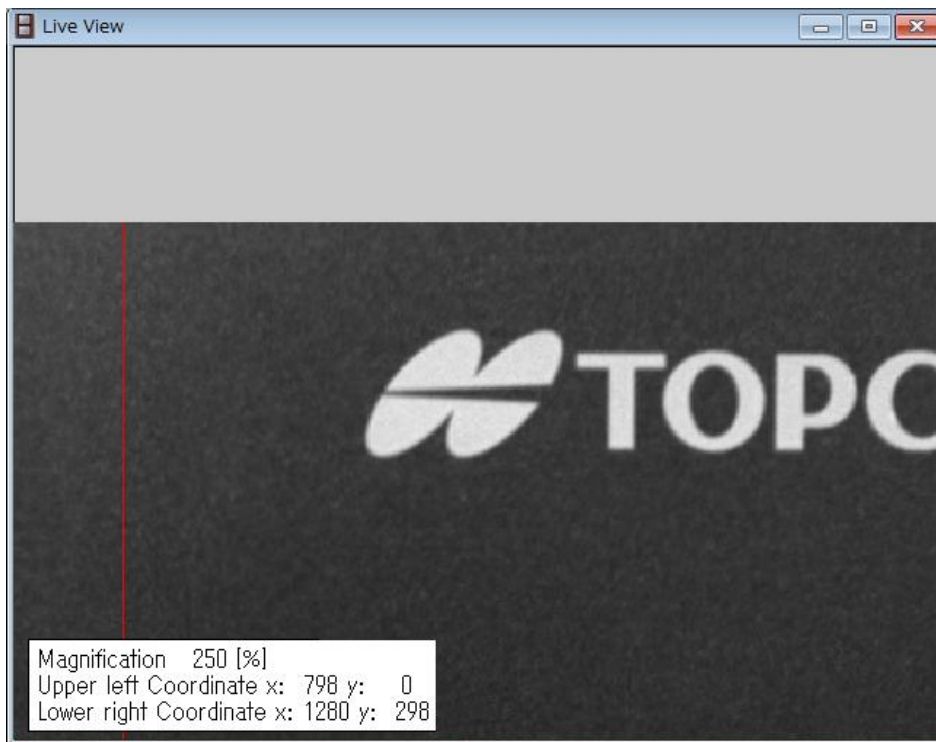 Live View
TOPC
Magnification 250 [%]
Upper left Coordinate x: 798 y: 0
Lower right Coordinate x: 1280 y: 298